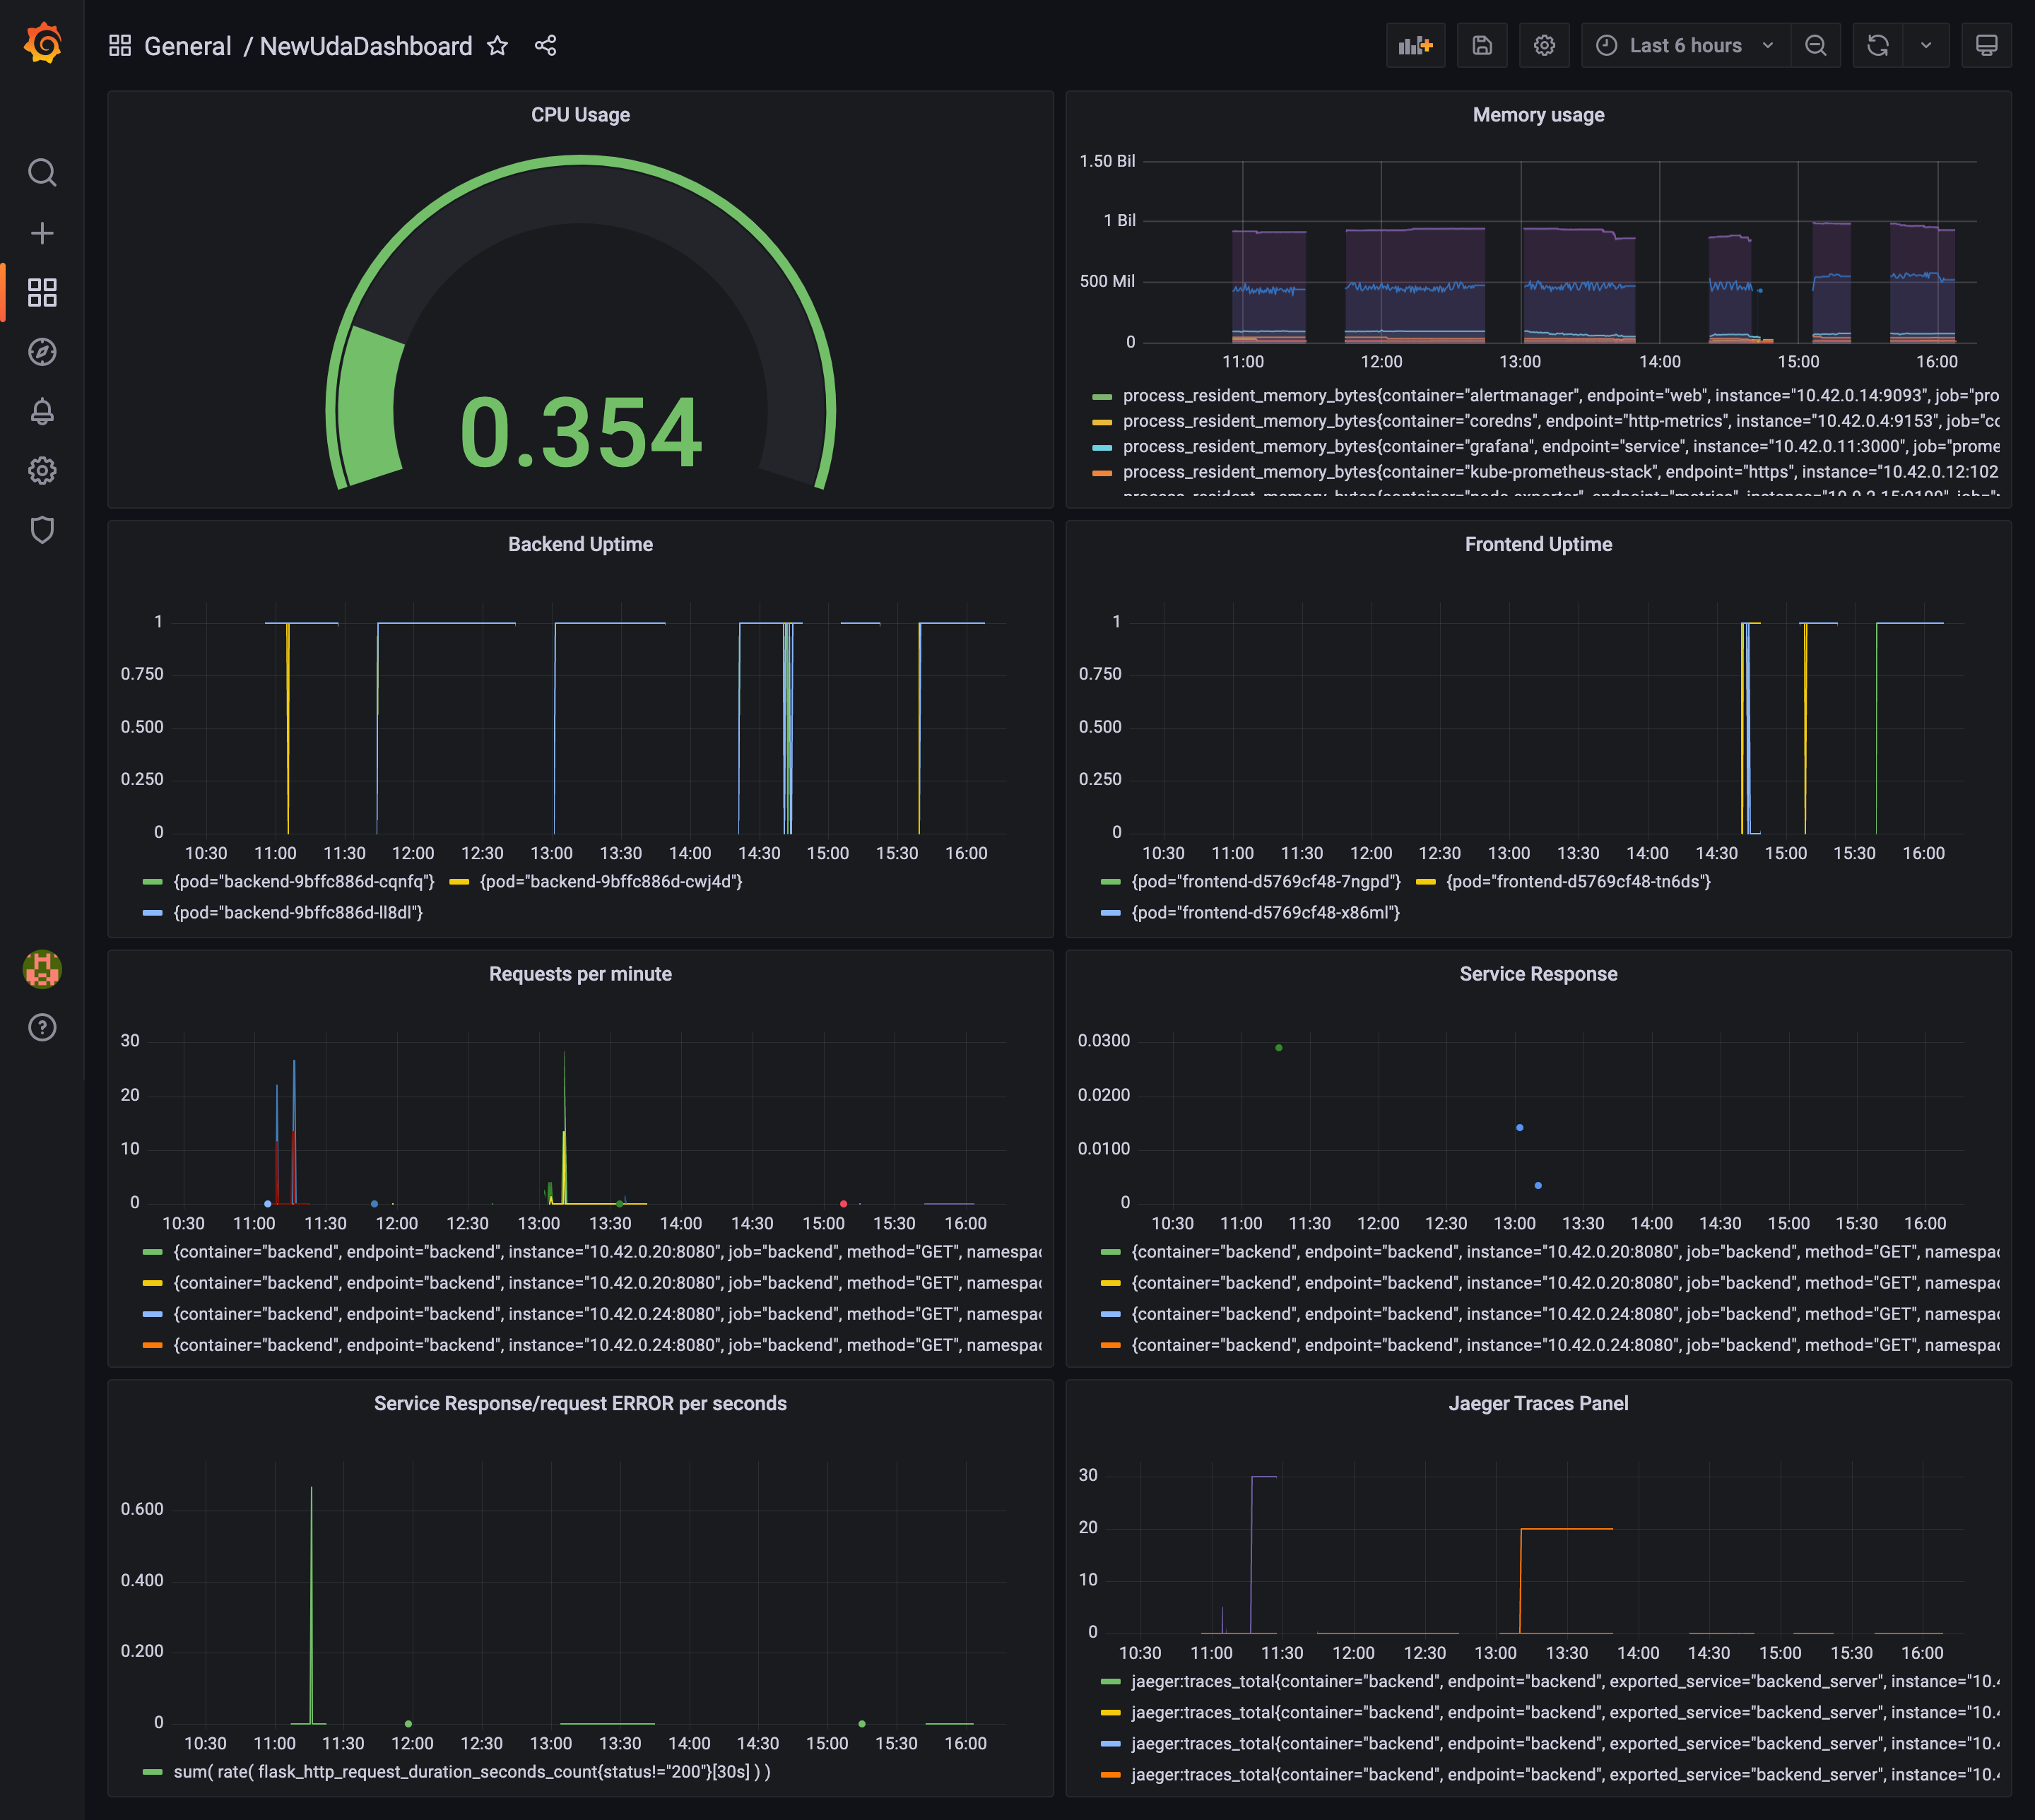 General / NewUdaDashboard
Last 6 hours
CPU Usage
0.354
Memory usage
1.50 Bil
1 Bil
500 Mil
0
11:00 12:00 13:00 14:00 15:00 16:00
process_resident_memory_bytes{container="alertmanager", endpoint="web", instance="10.42.0.14:9093", job="pro
process_resident_memory_bytes{container="coredns", endpoint="http-metrics", instance="10.42.0.4:9153", job="cc
process_resident_memory_bytes{container="grafana", endpoint="service", instance="10.42.0.11:3000", job="prome
process_resident_memory_bytes{container="kube-prometheus-stack", endpoint="https", instance="10.42.0.12:102
process_resident_memory_bytes{container="node-exporter", endpoint="metrics", instance="10.0.2.15:9100", job="
Backend Uptime
1
0.750
0.500
0.250
0
10:30 11:00 11:30 12:00 12:30 13:00 13:30 14:00 14:30 15:00 15:30 16:00
{pod="backend-9bffc886d-cqnfq"} {pod="backend-9bffc886d-cwj4d"}
{pod="backend-9bffc886d-ll8dl"}
Frontend Uptime
1
0.750
0.500
0.250
0
10:30 11:00 11:30 12:00 12:30 13:00 13:30 14:00 14:30 15:00 15:30 16:00
{pod="frontend-d5769cf48-7ngpd"} {pod="frontend-d5769cf48-tn6ds"}
{pod="frontend-d5769cf48-x86ml"}
Requests per minute
30
20
10
0
10:30 11:00 11:30 12:00 12:30 13:00 13:30 14:00 14:30 15:00 15:30 16:00
{container="backend", endpoint="backend", instance="10.42.0.20:8080", job="backend", method="GET", namespac
{container="backend", endpoint="backend", instance="10.42.0.20:8080", job="backend", method="GET", namespac
{container="backend", endpoint="backend", instance="10.42.0.24:8080", job="backend", method="GET", namespac
{container="backend", endpoint="backend", instance="10.42.0.24:8080", job="backend", method="GET", namespac
Service Response
0.0300
0.0200
0.0100
0
10:30 11:00 11:30 12:00 12:30 13:00 13:30 14:00 14:30 15:00 15:30 16:00
{container="backend", endpoint="backend", instance="10.42.0.20:8080", job="backend", method="GET", namespac
{container="backend", endpoint="backend", instance="10.42.0.20:8080", job="backend", method="GET", namespac
{container="backend", endpoint="backend", instance="10.42.0.24:8080", job="backend", method="GET", namespac
{container="backend", endpoint="backend", instance="10.42.0.24:8080", job="backend", method="GET", namespac
Service Response/request ERROR per seconds
0.600
0.400
0.200
0
10:30 11:00 11:30 12:00 12:30 13:00 13:30 14:00 14:30 15:00 15:30 16:00
sum( rate( flask_http_request_duration_seconds_count{status!="200"}[30s] ) )
Jaeger Traces Panel
30
20
10
0
10:30 11:00 11:30 12:00 12:30 13:00 13:30 14:00 14:30 15:00 15:30 16:00
jaeger:traces_total{container="backend", endpoint="backend", exported_service="backend_server", instance="10.4
jaeger:traces_total{container="backend", endpoint="backend", exported_service="backend_server", instance="10.4
jaeger:traces_total{container="backend", endpoint="backend", exported_service="backend_server", instance="10.4
jaeger:traces_total{container="backend", endpoint="backend", exported_service="backend_server", instance="10.4